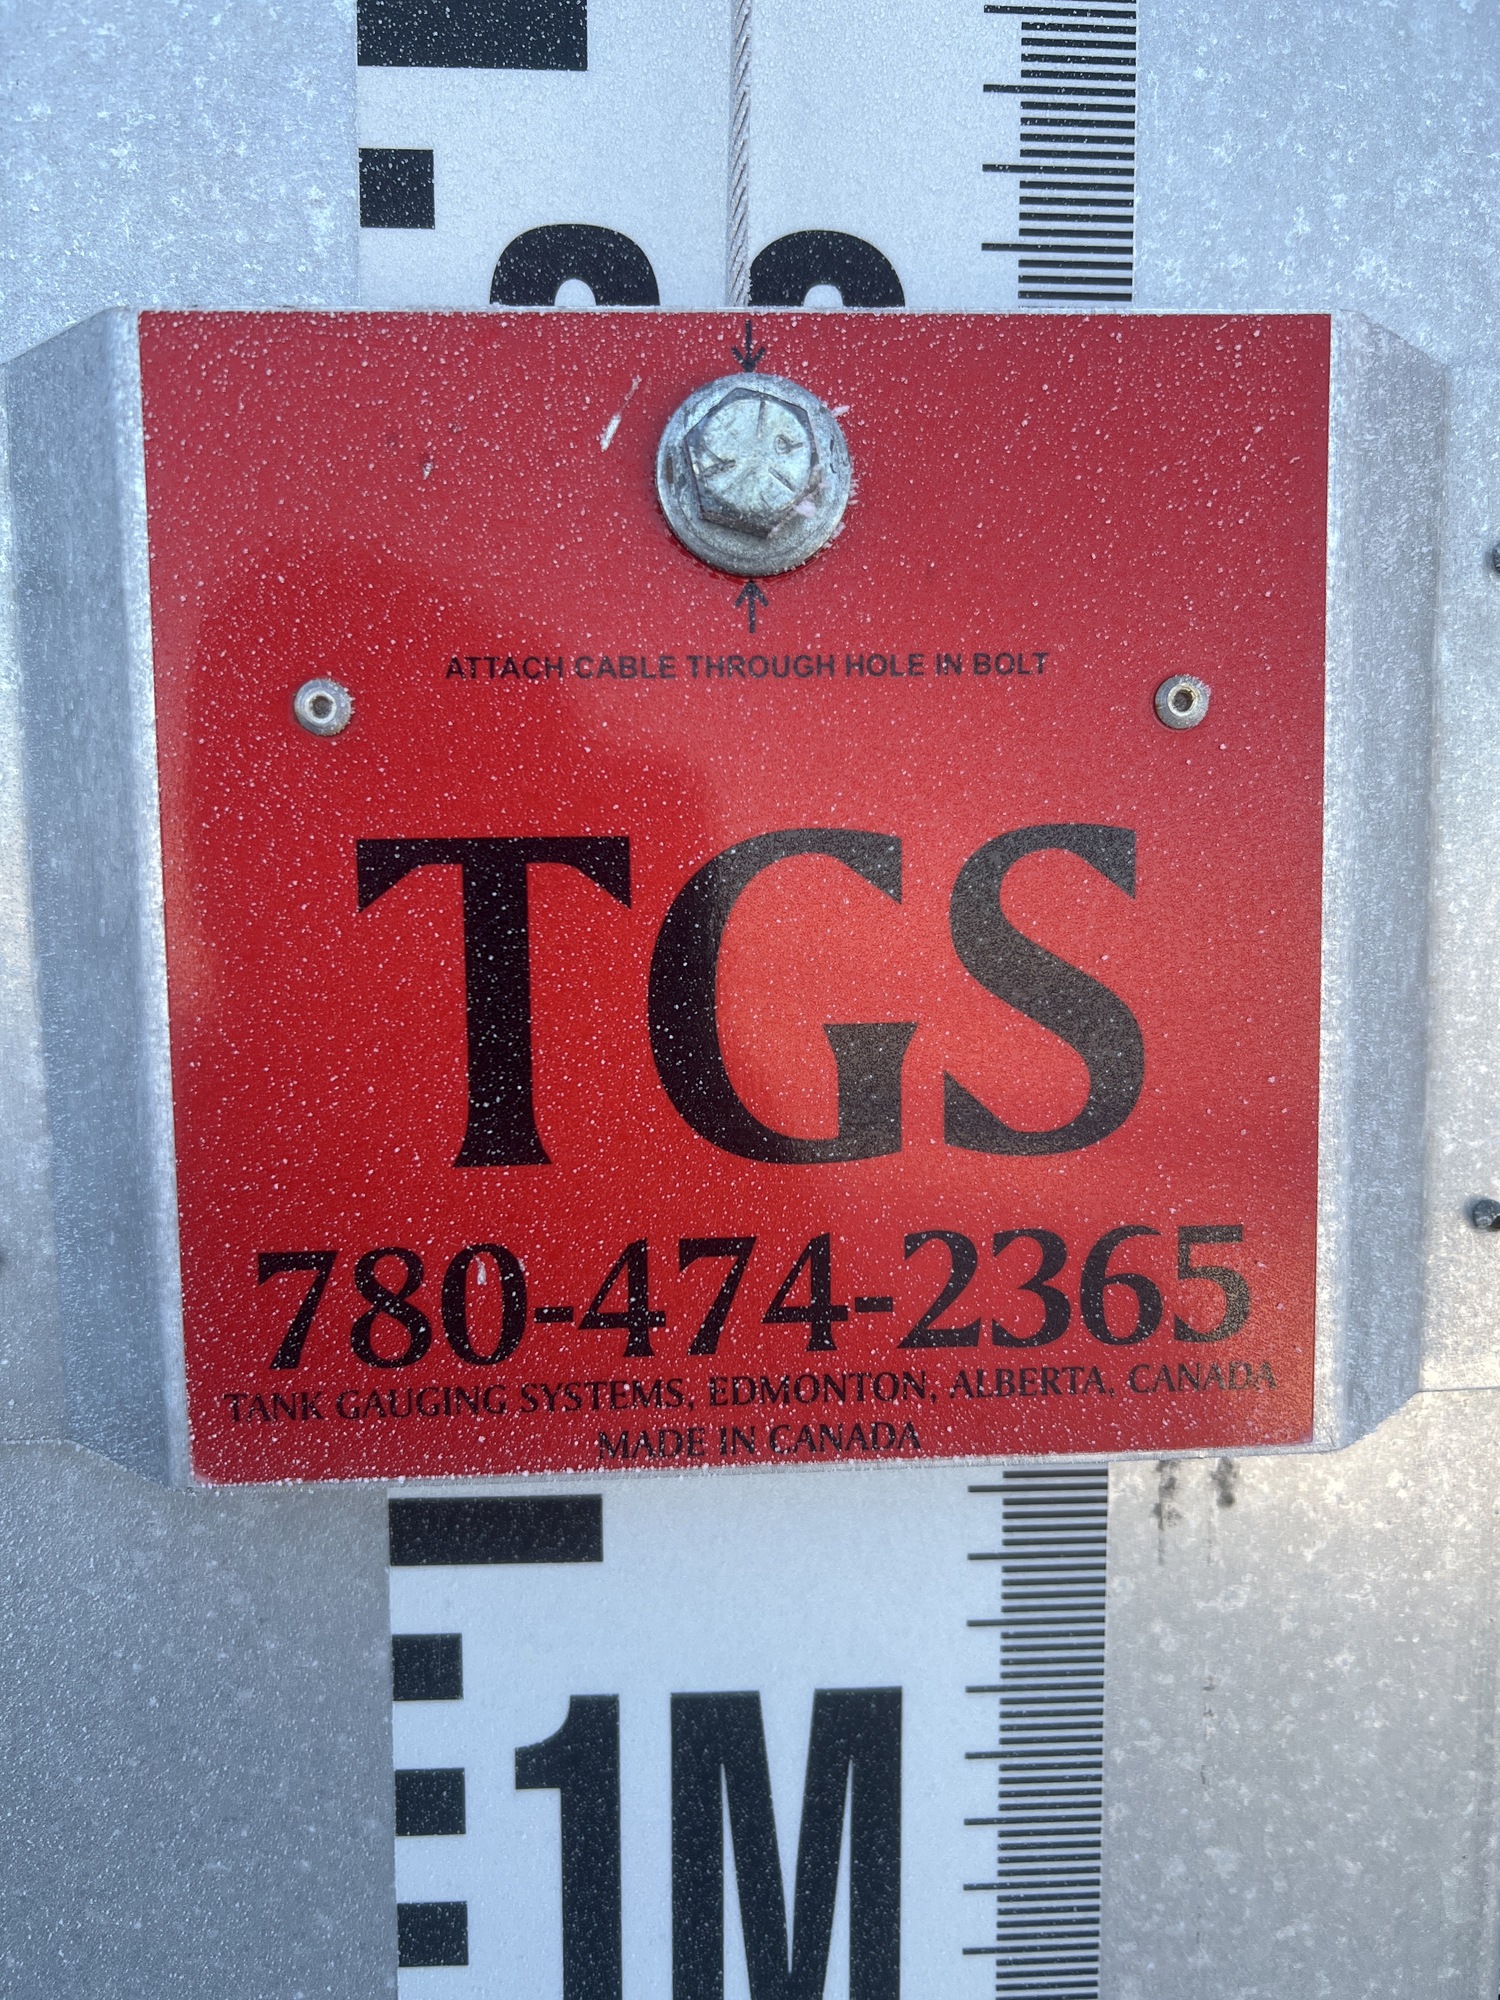 ATTACH CABLE THROUGH HOLE IN BOLT
TGS
780-474-2365
TANK GAUGING SYSTEMS, EDMONTON, ALBERTA, CANADA
MADE IN CANADA
1M